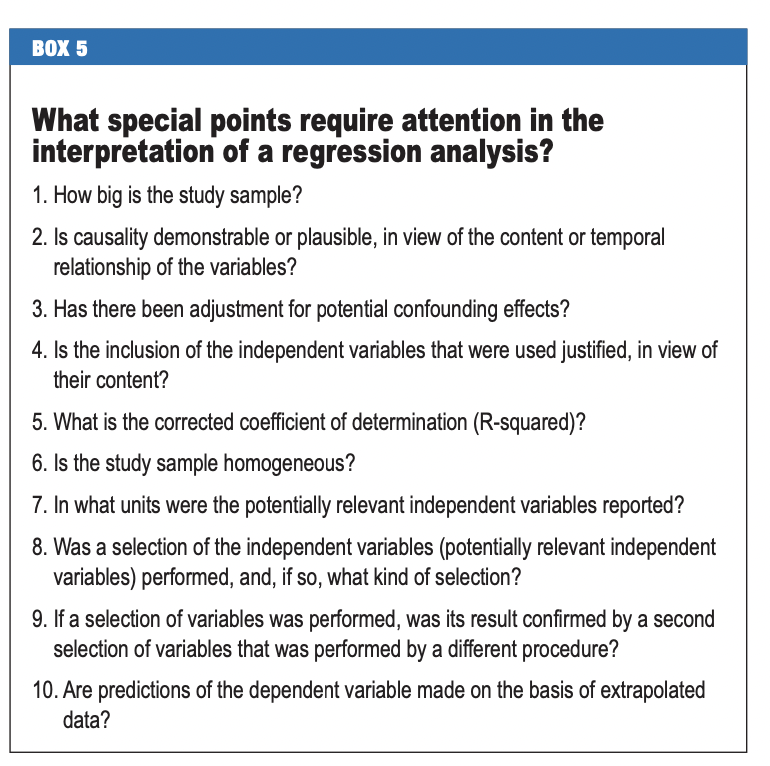 BOX 5
What special points require attention in the
interpretation of a regression analysis?
1. How big is the study sample?
2. Is causality demonstrable or plausible, in view of the content or temporal
relationship of the variables?
3. Has there been adjustment for potential confounding effects?
4. Is the inclusion of the independent variables that were used justified, in view of
their content?
5. What is the corrected coefficient of determination (R-squared)?
6. Is the study sample homogeneous?
7. In what units were the potentially relevant independent variables reported?
8. Was a selection of the independent variables (potentially relevant independent
variables) performed, and, if so, what kind of selection?
9. If a selection of variables was performed, was its result confirmed by a second
selection of variables that was performed by a different procedure?
10. Are predictions of the dependent variable made on the basis of extrapolated
data?